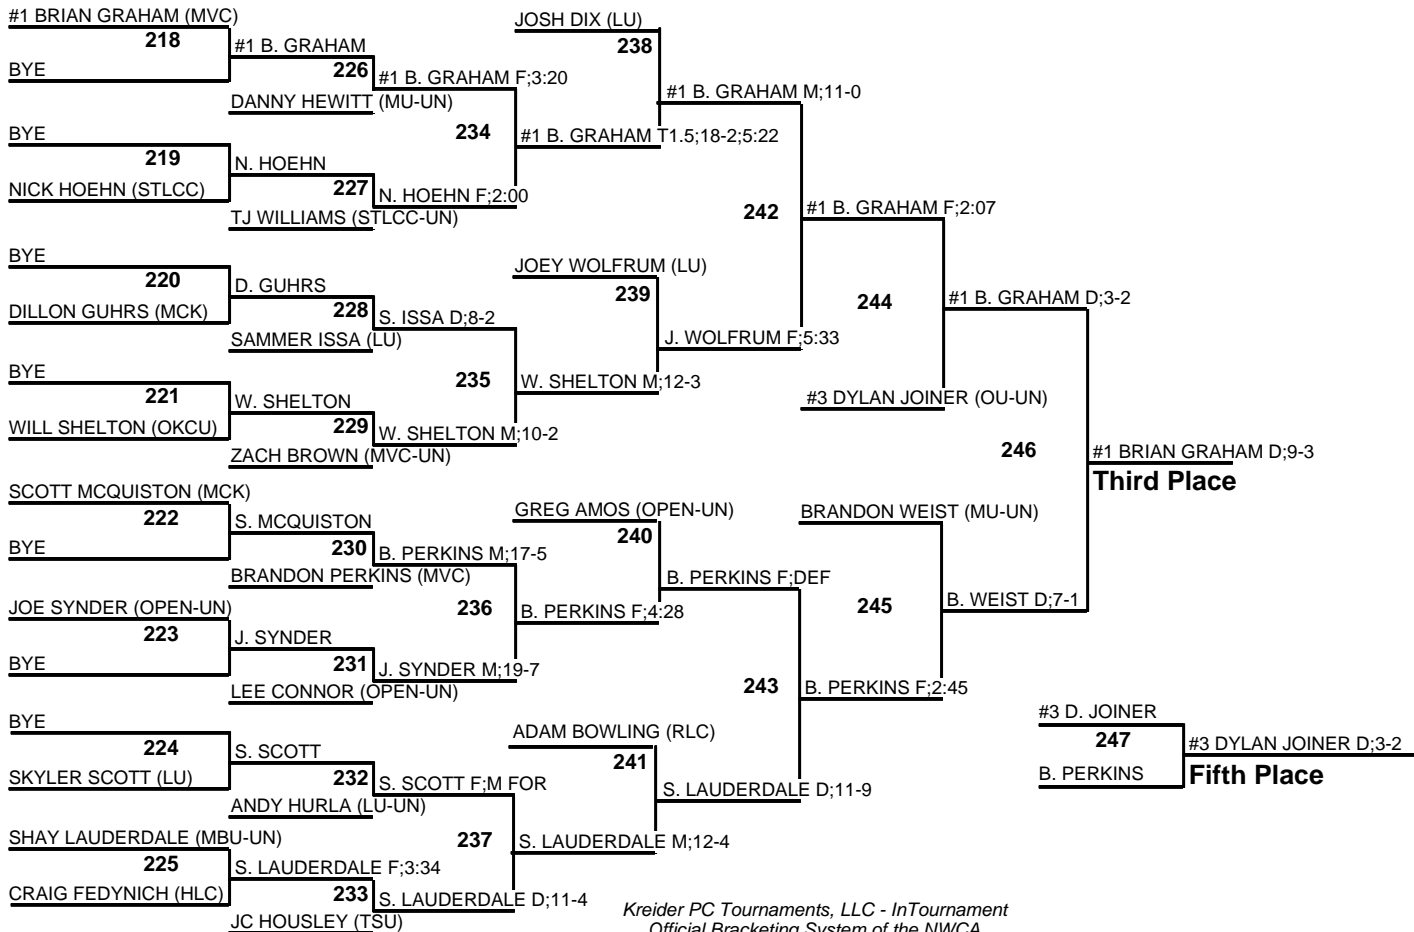 #1 BRIAN GRAHAM (MVC)
218
BYE
#1 B. GRAHAM
226
DANNY HEWITT (MU-UN)
#1 B. GRAHAM F;3:20
BYE
219
NICK HOEHN (STLCC)
N. HOEHN
227
TJ WILLIAMS (STLCC-UN)
N. HOEHN F;2:00
234
#1 B. GRAHAM T1.5;18-2;5:22
JOSH DIX (LU)
238
#1 B. GRAHAM M;11-0
BYE
220
DILLON GUHRS (MCK)
D. GUHRS
228
SAMMER ISSA (LU)
S. ISSA D;8-2
BYE
221
WILL SHELTON (OKCU)
W. SHELTON
229
ZACH BROWN (MVC-UN)
W. SHELTON M;10-2
235
W. SHELTON M;12-3
JOEY WOLFRUM (LU)
239
J. WOLFRUM F;5:33
242
#1 B. GRAHAM F;2:07
244
#3 DYLAN JOINER (OU-UN)
#1 B. GRAHAM D;3-2
SCOTT MCQUISTON (MCK)
222
BYE
S. MCQUISTON
230
BRANDON PERKINS (MVC)
B. PERKINS M;17-5
JOE SYNDER (OPEN-UN)
223
BYE
J. SYNDER
231
LEE CONNOR (OPEN-UN)
J. SYNDER M;19-7
236
B. PERKINS F;4:28
GREG AMOS (OPEN-UN)
240
B. PERKINS F;DEF
BYE
224
SKYLER SCOTT (LU)
S. SCOTT
232
ANDY HURLA (LU-UN)
S. SCOTT F;M FOR
SHAY LAUDERDALE (MBU-UN)
225
CRAIG FEDYNICH (HLC)
S. LAUDERDALE F;3:34
233
JC HOUSLEY (TSU)
S. LAUDERDALE D;11-4
237
S. LAUDERDALE M;12-4
ADAM BOWLING (RLC)
241
S. LAUDERDALE D;11-9
243
B. PERKINS F;2:45
BRANDON WEIST (MU-UN)
245
B. WEIST D;7-1
246
#1 BRIAN GRAHAM D;9-3
Third Place
#3 D. JOINER
247
B. PERKINS
#3 DYLAN JOINER D;3-2
Fifth Place
Kreider PC Tournaments, LLC - InTournament
Official Bracketing System of the NWCA